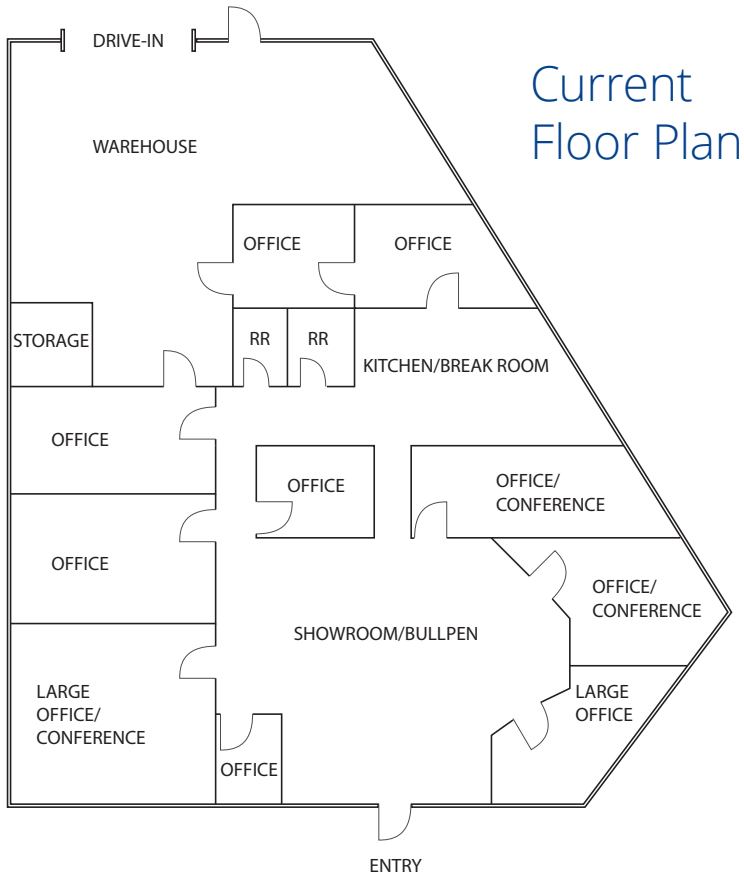 DRIVE-IN
Current
Floor Plan
WAREHOUSE
OFFICE
OFFICE
STORAGE
RR
RR
KITCHEN/BREAK ROOM
OFFICE
OFFICE
OFFICE/
CONFERENCE
OFFICE
OFFICE/
CONFERENCE
SHOWROOM/BULLPEN
LARGE
OFFICE/
CONFERENCE
LARGE
OFFICE
OFFICE
ENTRY